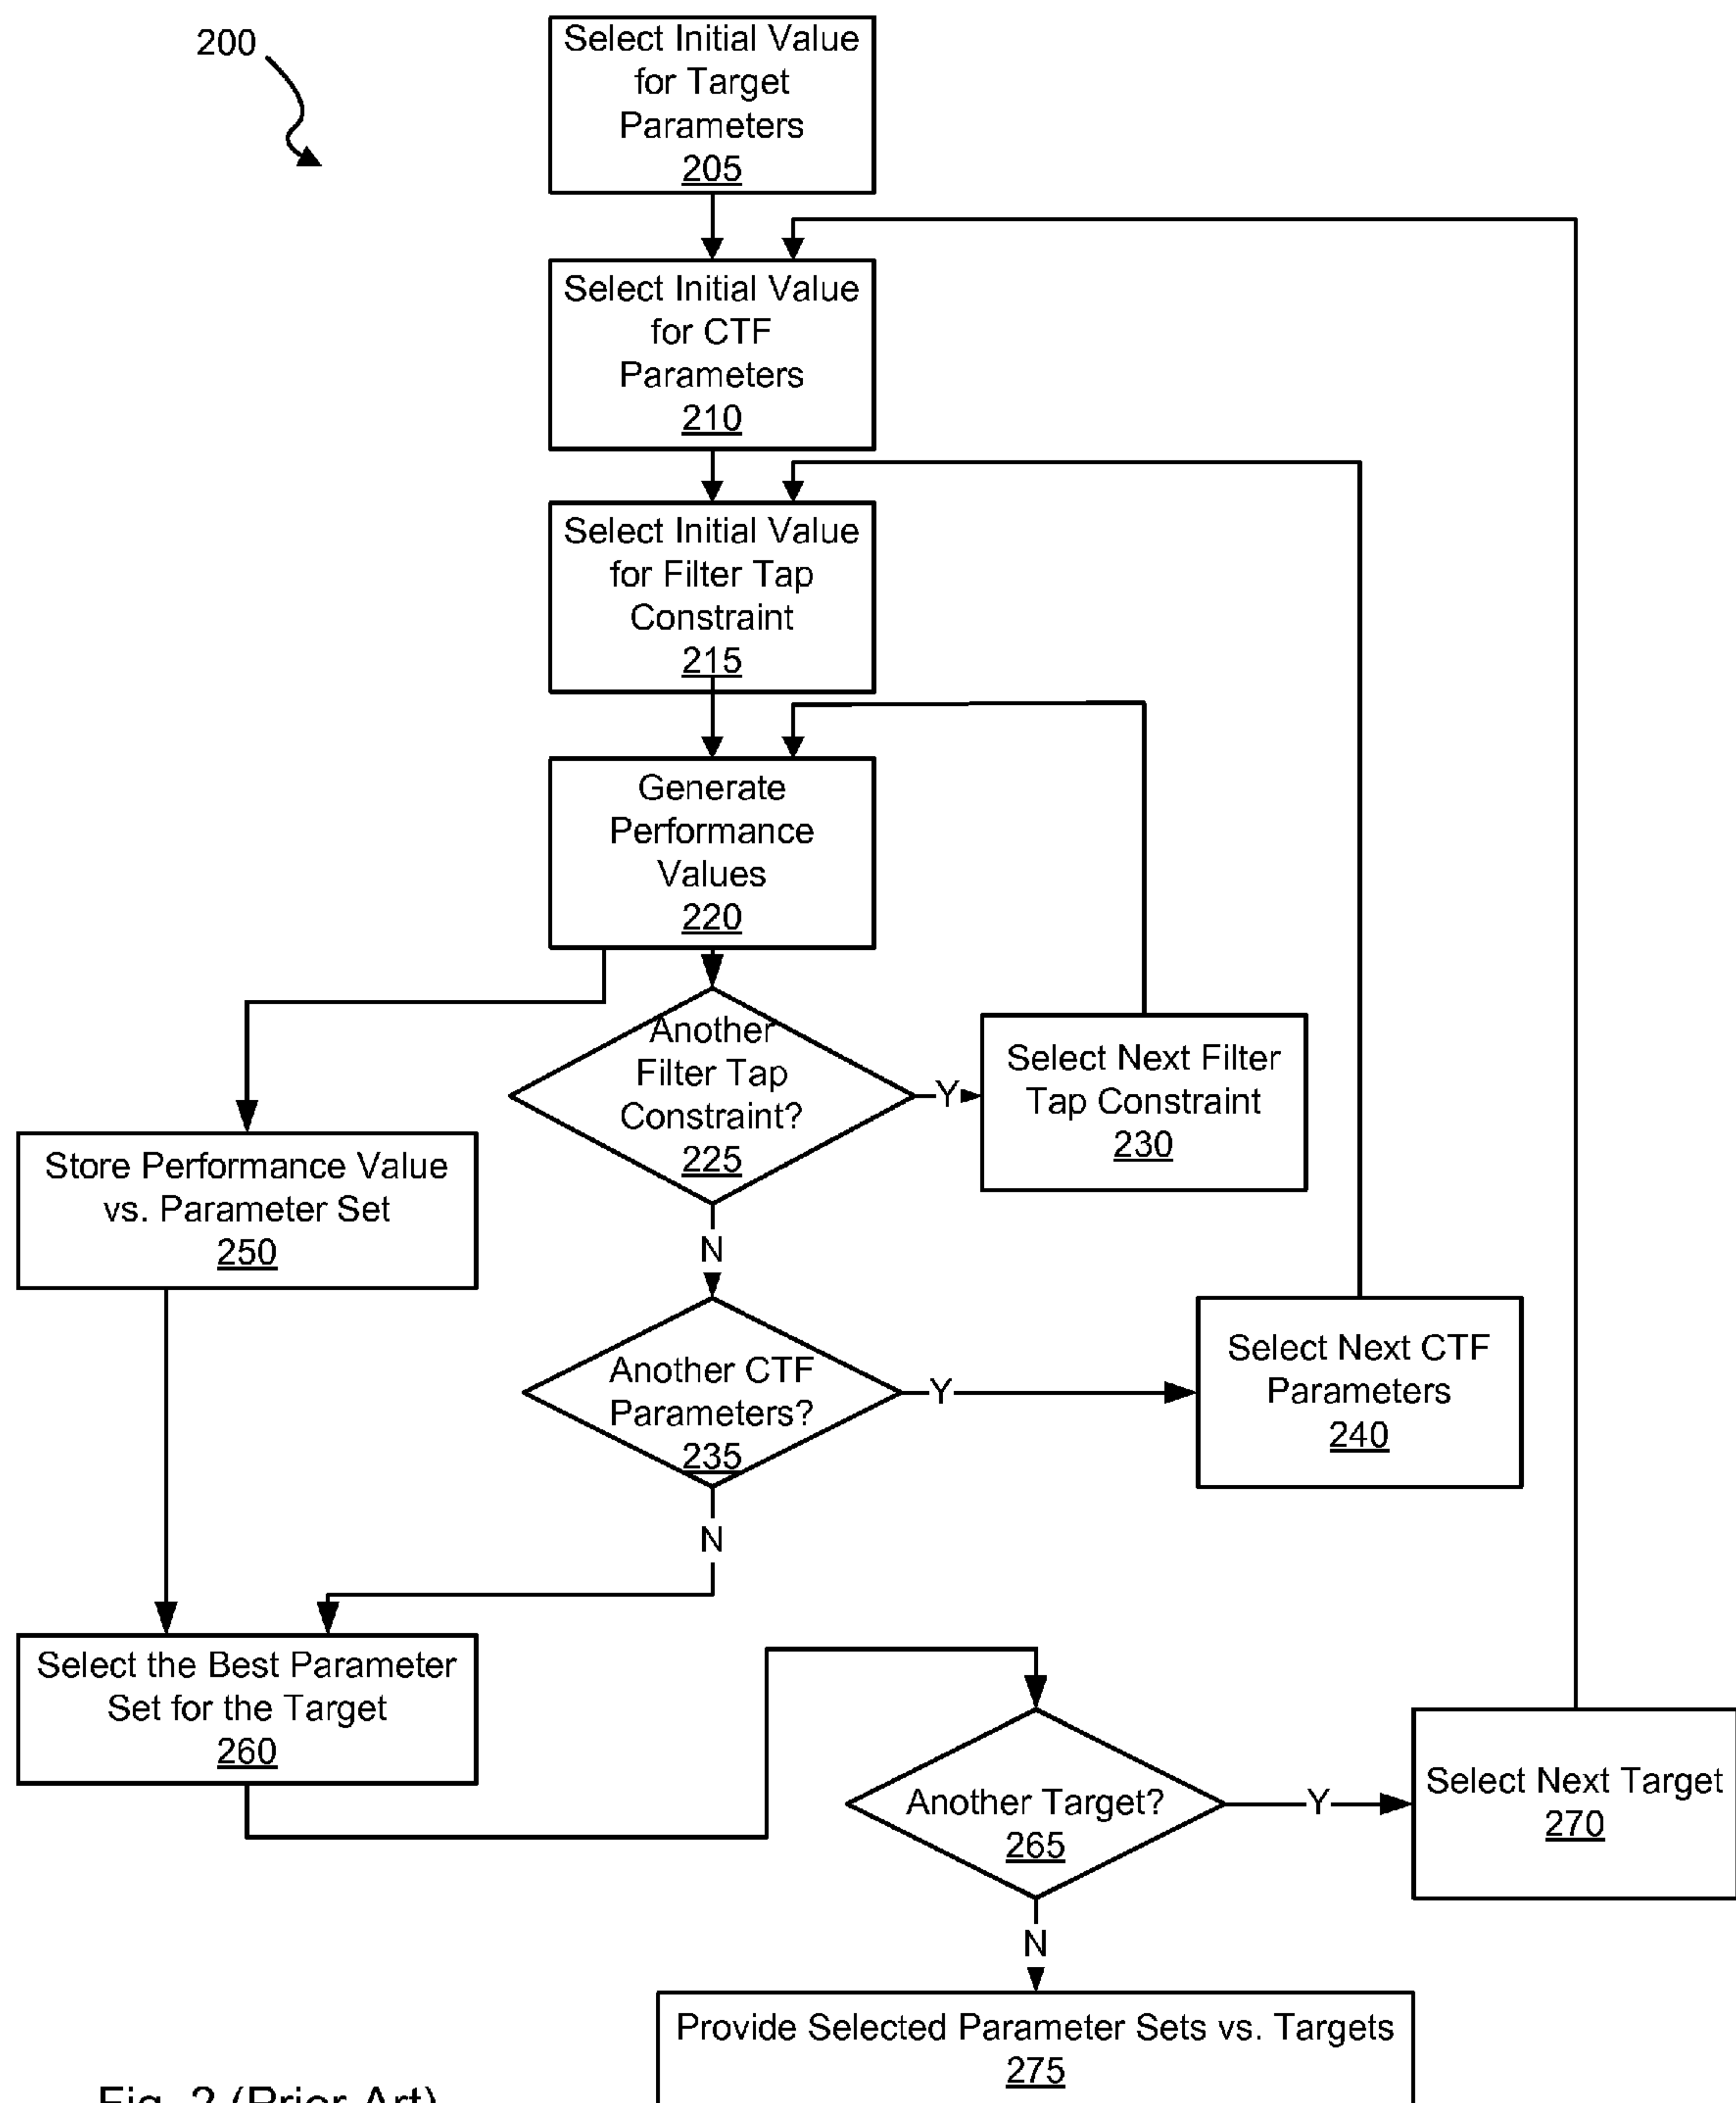 200
Select Initial Value
for Target
Parameters
205
Select Initial Value
for CTF
Parameters
210
Select Initial Value
for Filter Tap
Constraint
215
Generate
Performance
Values
220
Another
Filter Tap
Constraint?
225
Y
Select Next Filter
Tap Constraint
230
Store Performance Value
vs. Parameter Set
250
N
Another CTF
Parameters?
235
Y
Select Next CTF
Parameters
240
N
Select the Best Parameter
Set for the Target
260
Another Target?
265
Y
Select Next Target
270
N
Provide Selected Parameter Sets vs. Targets
275
Fig. 2 (Prior Art)